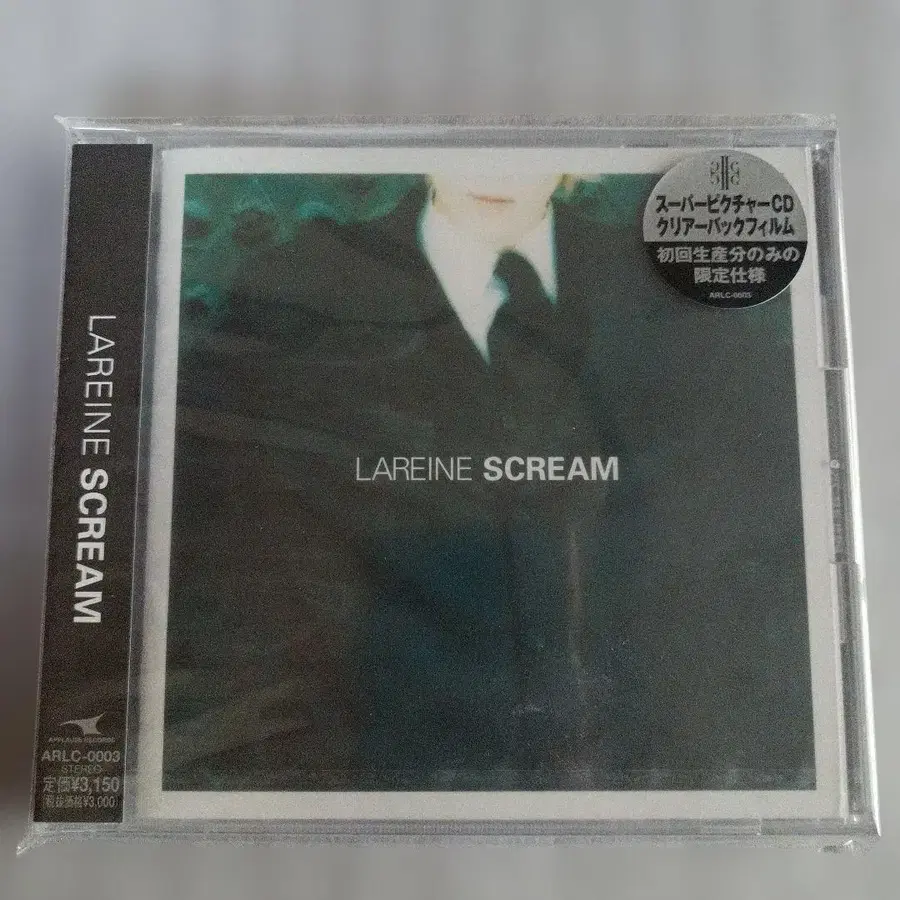 LAREINE SCREAM
APPLAUSE RECORDS
ARLC-0003
STEREO
定価¥3,150
(税抜価格¥3,000)
LAREINE SCREAM
スーパーピクチャーCD
クリアーバックフィルム
初回生産分のみの
限定仕様
ARLC-0003